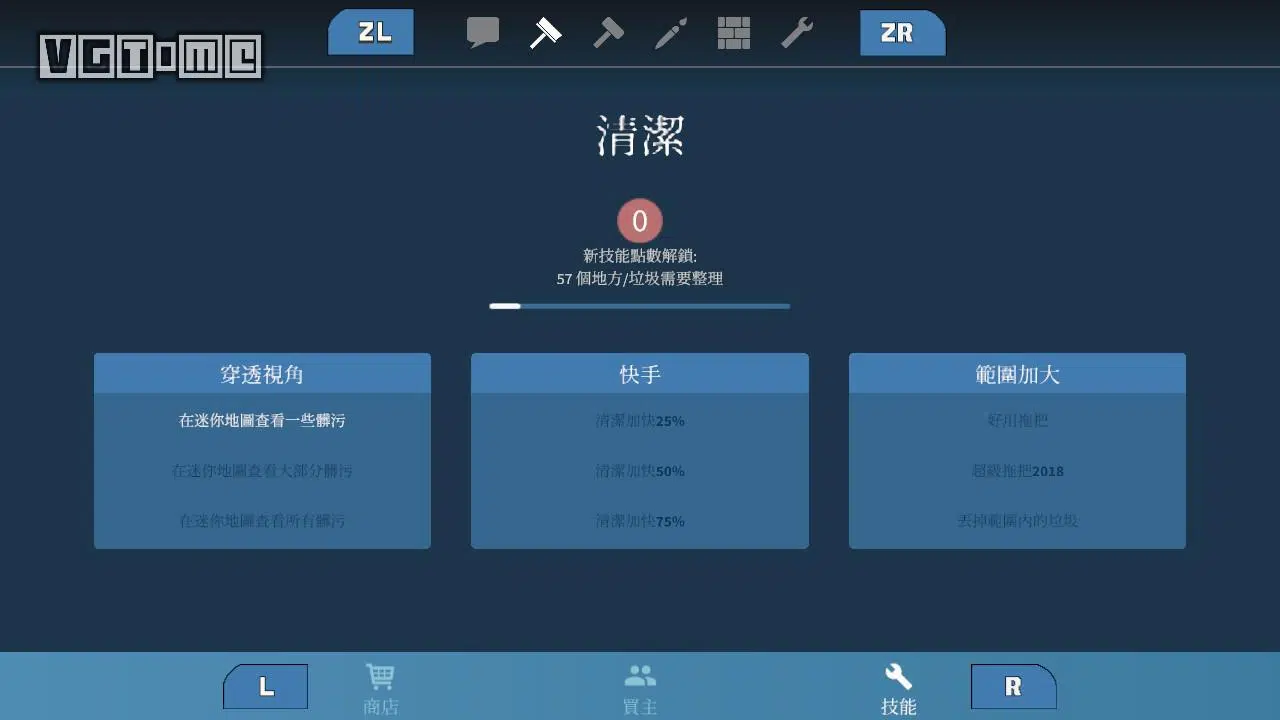 VGTIME
ZL
ZR
清潔
0
新技能點數解鎖:
57 個地方/垃圾需要整理
穿透視角
快手
範圍加大
在迷你地圖查看一些髒污
清潔加快25%
好用拖把
在迷你地圖查看大部分髒污
清潔加快50%
超級拖把2018
在迷你地圖查看所有髒污
清潔加快75%
丟掉範圍內的垃圾
L
商店
買主
技能
R